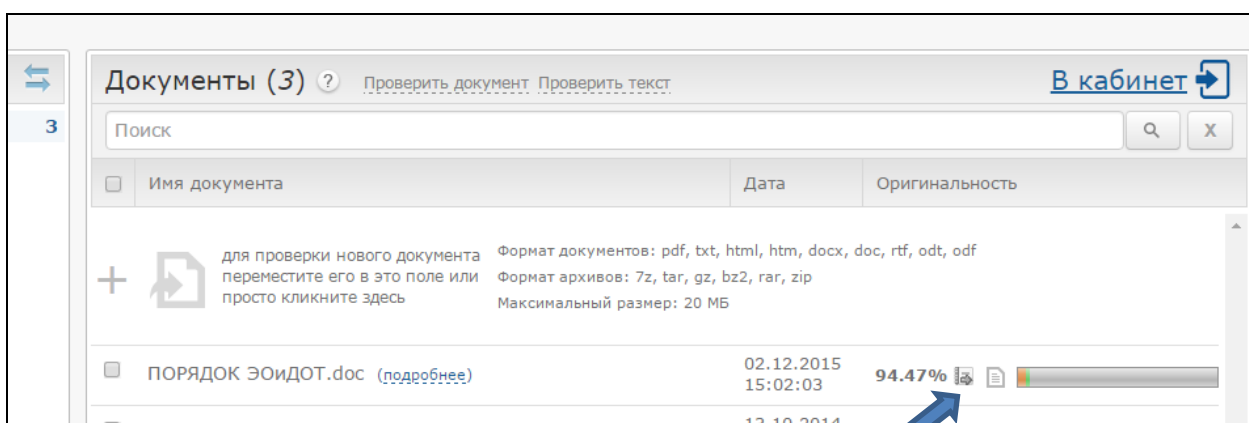 Документы (3) ? Проверить документ Проверить текст В кабинет
3
Поиск X
Имя документа Дата Оригинальность
для проверки нового документа
переместите его в это поле или
просто кликните здесь
Формат документов: pdf, txt, html, htm, docx, doc, rtf, odt, odf
Формат архивов: 7z, tar, gz, bz2, rar, zip
Максимальный размер: 20 МБ
ПОРЯДОК ЭОиДОТ.doc (подробнее) 02.12.2015
15:02:03 94.47%